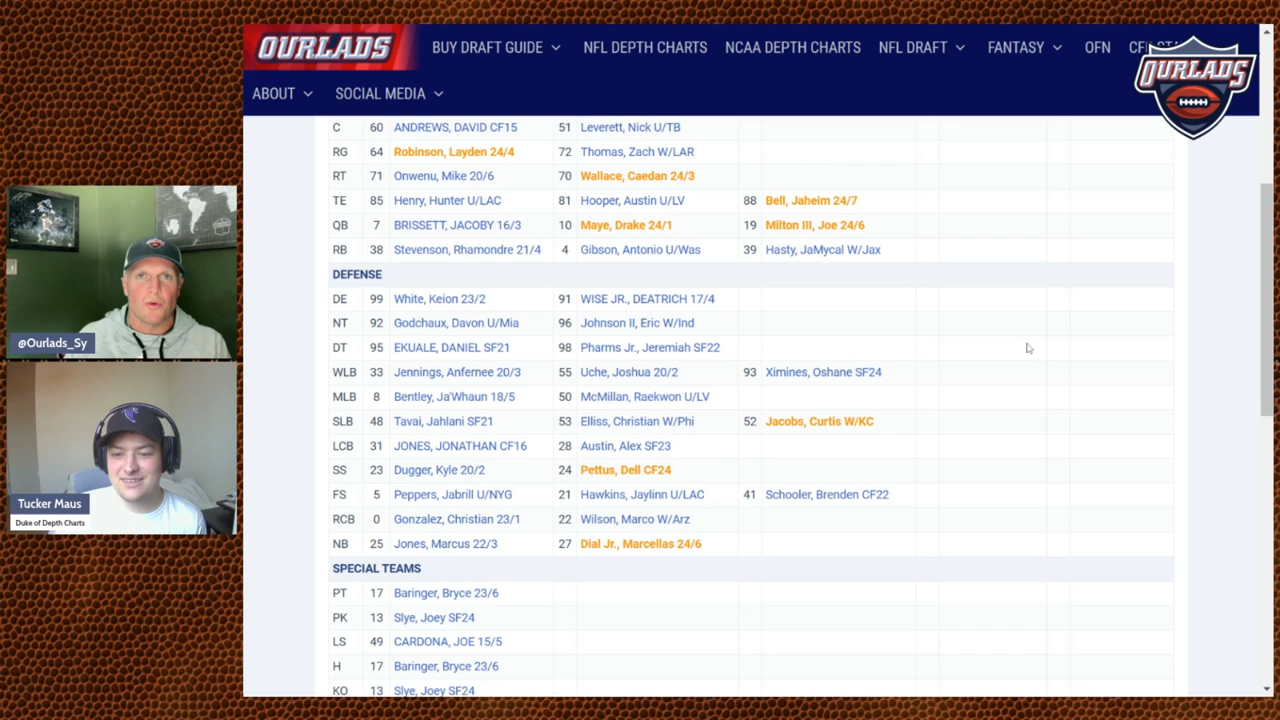 OURLADS BUY DRAFT GUIDE NFL DEPTH CHARTS NCAA DEPTH CHARTS NFL DRAFT FANTASY OFN
ABOUT SOCIAL MEDIA
OURLADS
C 60 ANDREWS, DAVID CF15 51 Leverett, Nick U/TB
RG 64 Robinson, Layden 24/4 72 Thomas, Zach W/LAR
RT 71 Onwenu, Mike 20/6 70 Wallace, Caedan 24/3
TE 85 Henry, Hunter U/LAC 81 Hooper, Austin U/LV 88 Bell, Jaheim 24/7
QB 7 BRISSETT, JACOBY 16/3 10 Maye, Drake 24/1 19 Milton III, Joe 24/6
RB 38 Stevenson, Rhamondre 21/4 4 Gibson, Antonio U/Was 39 Hasty, JaMycal W/Jax
DEFENSE
DE 99 White, Keion 23/2 91 WISE JR., DEATRICH 17/4
NT 92 Godchaux, Davon U/Mia 96 Johnson II, Eric W/Ind
DT 95 EKUALE, DANIEL SF21 98 Pharms Jr., Jeremiah SF22
WLB 33 Jennings, Anfernee 20/3 55 Uche, Joshua 20/2 93 Ximines, Oshane SF24
MLB 8 Bentley, Ja'Whaun 18/5 50 McMillan, Raekwon U/LV
SLB 48 Tavai, Jahlani SF21 53 Elliss, Christian W/Phi 52 Jacobs, Curtis W/KC
LCB 31 JONES, JONATHAN CF16 28 Austin, Alex SF23
SS 23 Dugger, Kyle 20/2 24 Pettus, Dell CF24
FS 5 Peppers, Jabrill U/NYG 21 Hawkins, Jaylinn U/LAC 41 Schooler, Brenden CF22
RCB 0 Gonzalez, Christian 23/1 22 Wilson, Marco W/Arz
NB 25 Jones, Marcus 22/3 27 Dial Jr., Marcellas 24/6
SPECIAL TEAMS
PT 17 Baringer, Bryce 23/6
PK 13 Slye, Joey SF24
LS 49 CARDONA, JOE 15/5
H 17 Baringer, Bryce 23/6
KO 13 Slye, Joey SF24
@Ourlads_Sy
Tucker Maus
Duke of Depth Charts